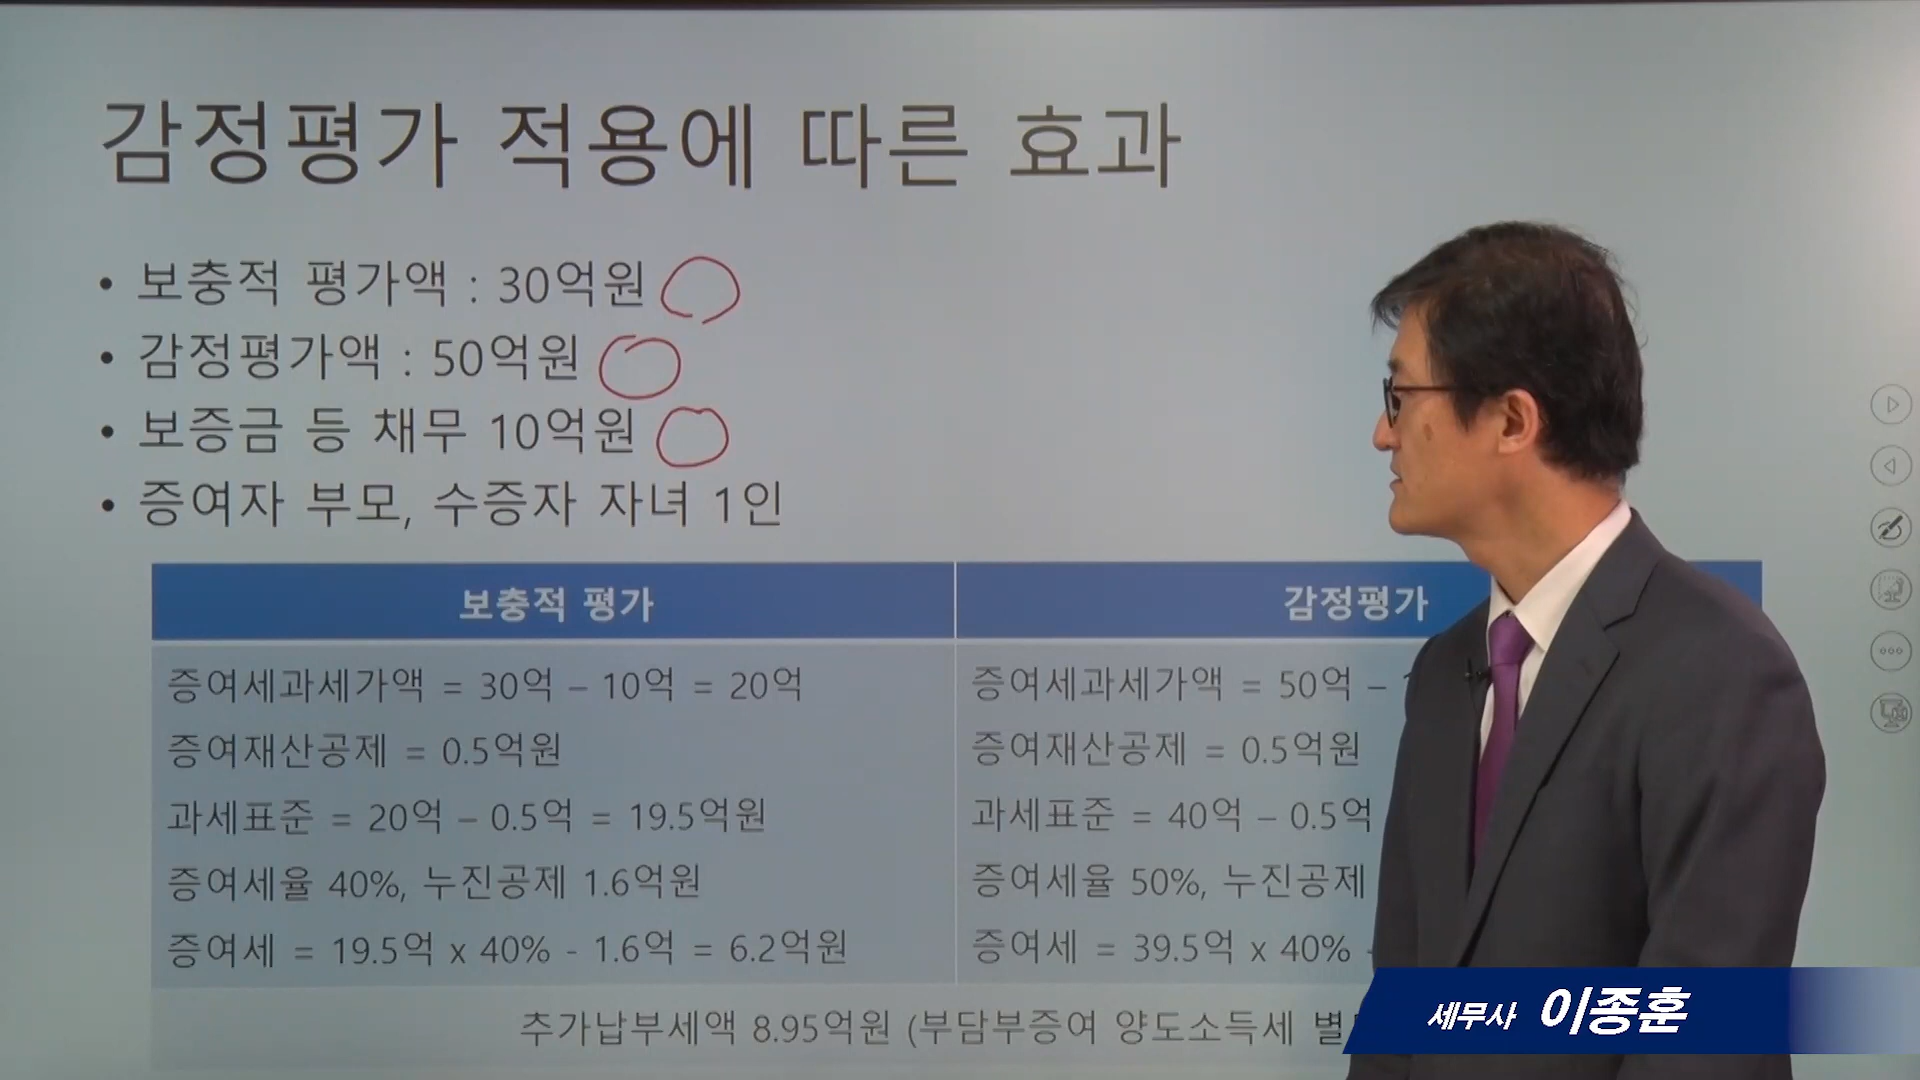 감정평가 적용에 따른 효과
• 보충적 평가액 : 30억원
• 감정평가액 : 50억원
• 보증금 등 채무 10억원
• 증여자 부모, 수증자 자녀 1인
보충적 평가
증여세과세가액 = 30억 – 10억 = 20억
증여재산공제 = 0.5억원
과세표준 = 20억 – 0.5억 = 19.5억원
증여세율 40%, 누진공제 1.6억원
증여세 = 19.5억 x 40% - 1.6억 = 6.2억원
감정평가
증여세과세가액 = 50억 –
증여재산공제 = 0.5억원
과세표준 = 40억 – 0.5억
증여세율 50%, 누진공제
증여세 = 39.5억 x 40%
추가납부세액 8.95억원 (부담부증여 양도소득세
세무사 이종훈